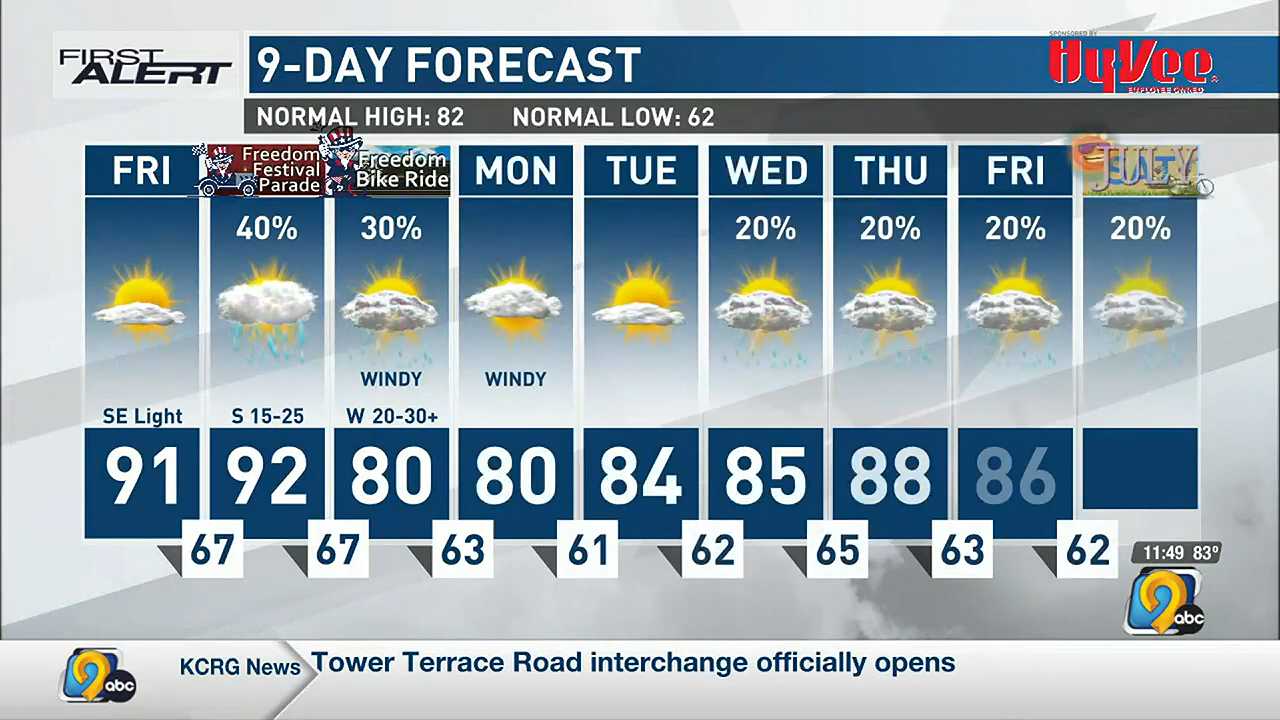 FIRST ALERT
9-DAY FORECAST
SPONSORED BY
HyVee
EMPLOYEE OWNED
NORMAL HIGH: 82 NORMAL LOW: 62
FRI
Freedom
Festival
Parade
Freedom
Bike Ride
MON TUE WED THU FRI
JULY
40% 30% 20% 20% 20% 20%
WINDY WINDY
SE Light S 15-25 W 20-30+
91 92 80 80 84 85 88 86
67 67 63 61 62 65 63 62
11:49 83º
9 abc
9 abc
KCRG News
Tower Terrace Road interchange officially opens